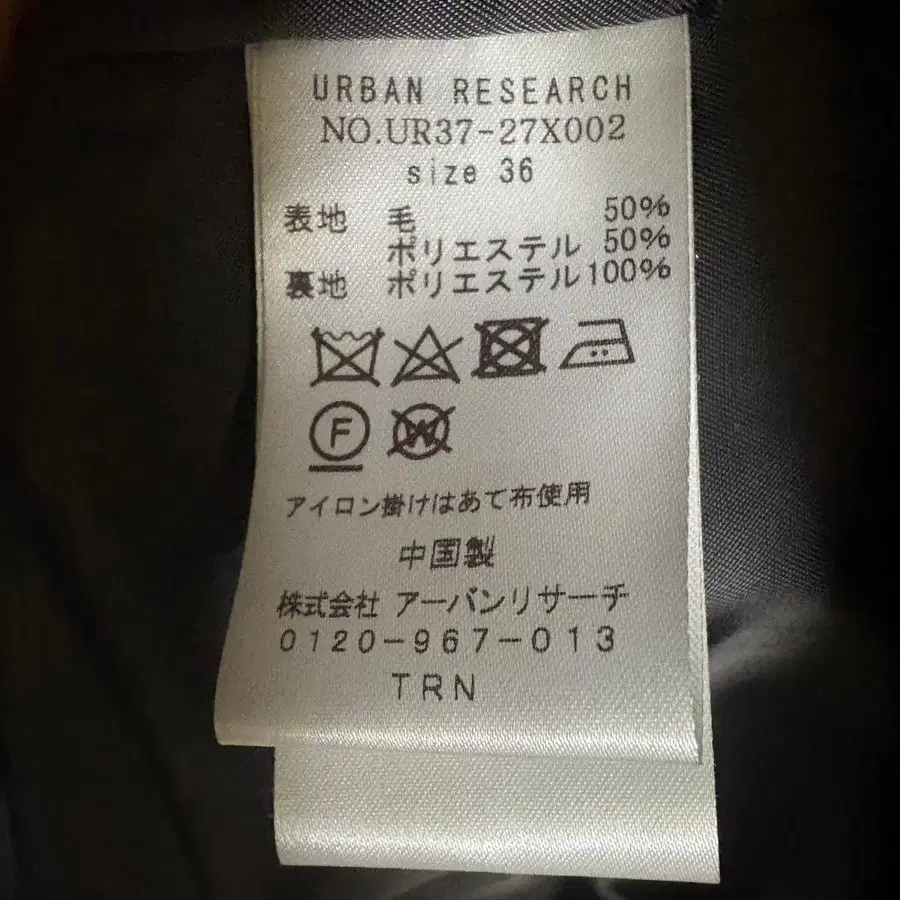 URBAN RESEARCH
NO.UR37-27X002
size 36
表地 毛 50%
ポリエステル 50%
裏地 ポリエステル100%
F W
アイロン掛けはあて布使用
中国製
株式会社 アーバンリサーチ
0120-967-013
TRN